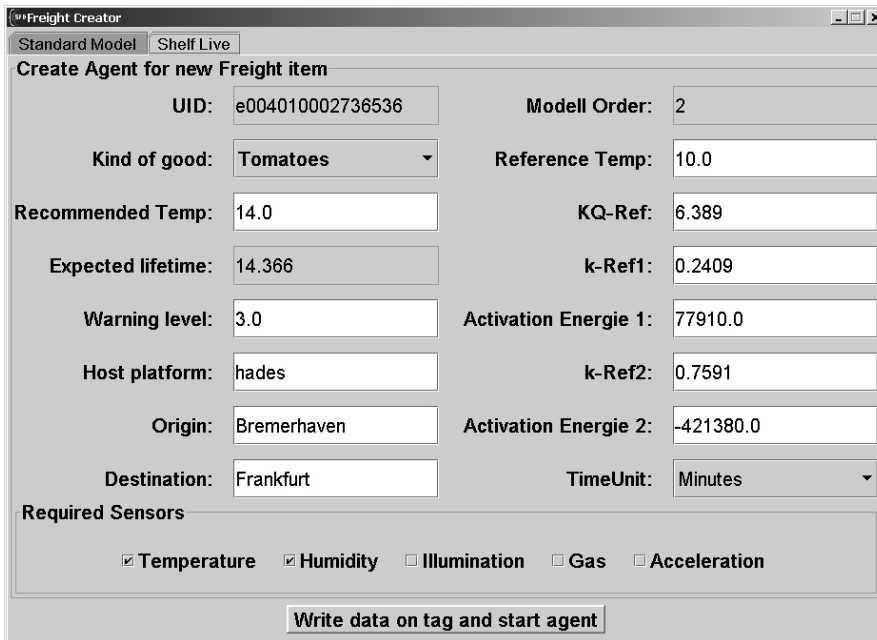 Freight Creator
Standard Model Shelf Live
Create Agent for new Freight item
UID: e004010002736536 Modell Order: 2
Kind of good: Tomatoes Reference Temp: 10.0
Recommended Temp: 14.0 KQ-Ref: 6.389
Expected lifetime: 14.366 k-Ref1: 0.2409
Warning level: 3.0 Activation Energie 1: 77910.0
Host platform: hades k-Ref2: 0.7591
Origin: Bremerhaven Activation Energie 2: -421380.0
Destination: Frankfurt TimeUnit: Minutes
Required Sensors
Temperature Humidity Illumination Gas Acceleration
Write data on tag and start agent